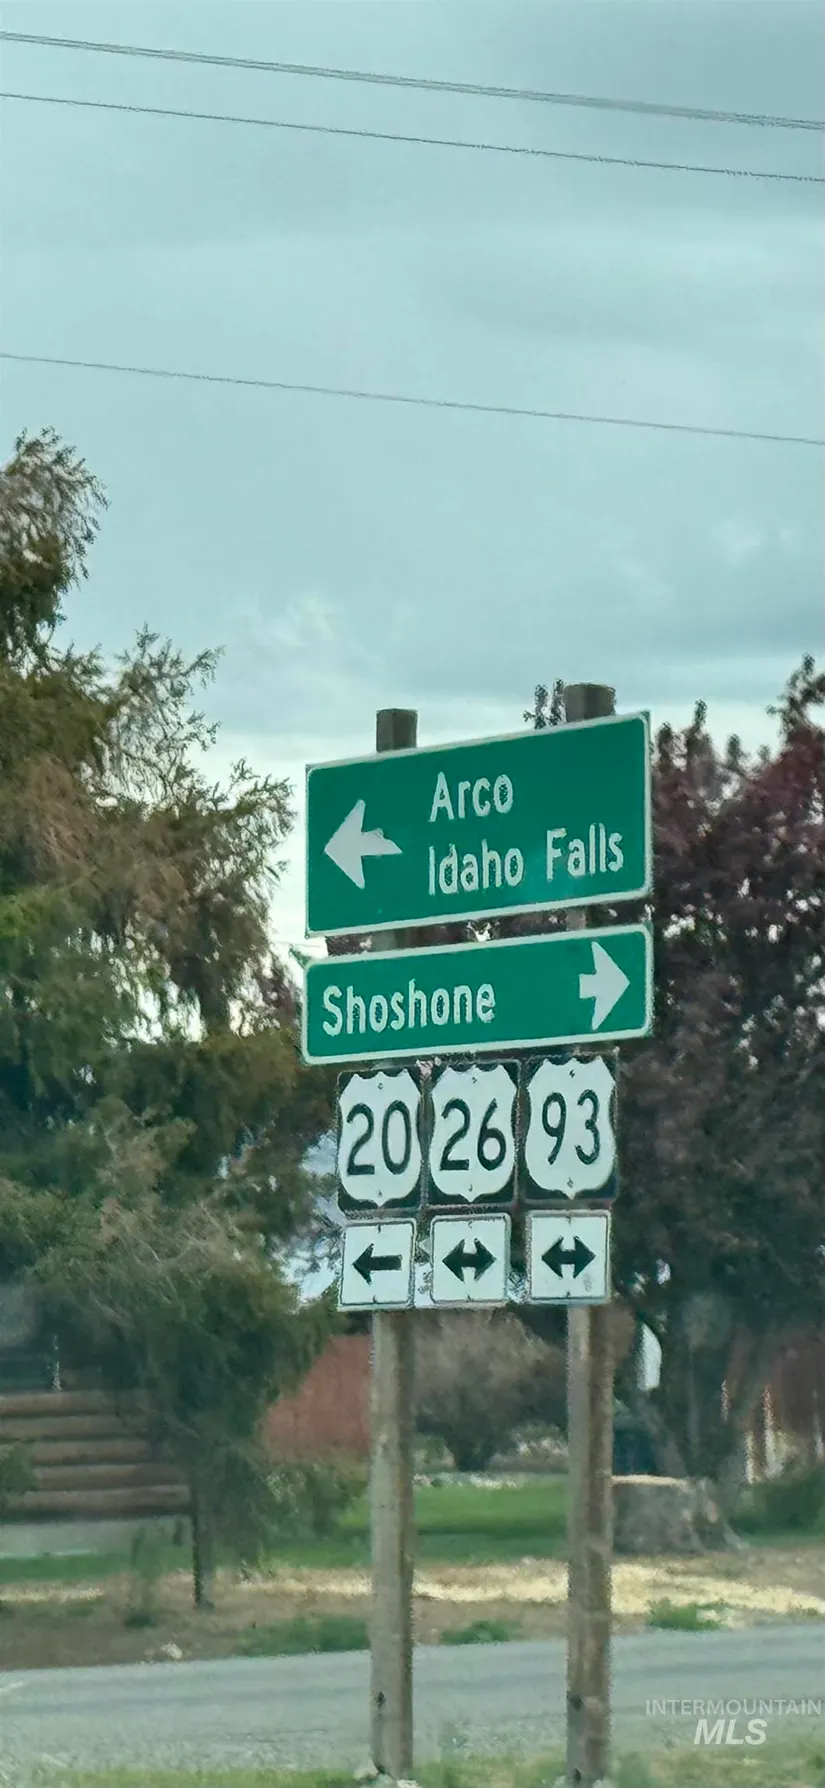 Arco
Idaho Falls
Shoshone
20 26 93
INTERMOUNTAIN
MLS